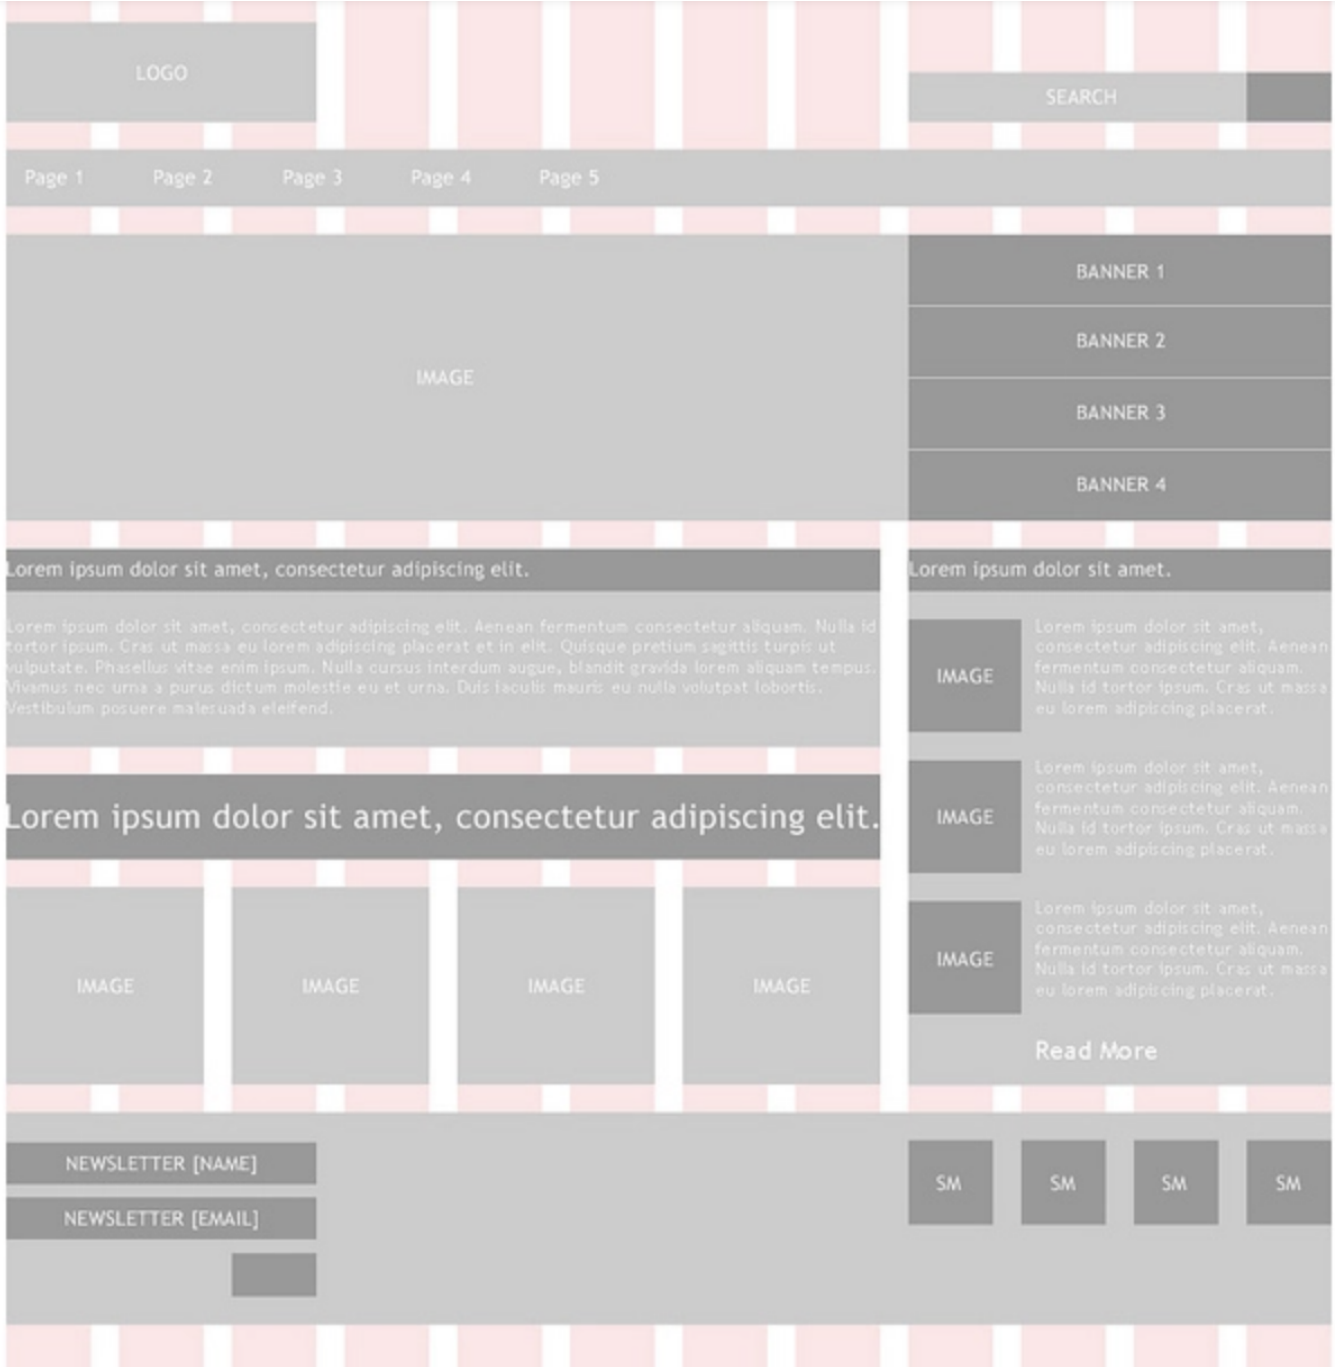 LOGO
SEARCH
Page 1 Page 2 Page 3 Page 4 Page 5
IMAGE
BANNER 1
BANNER 2
BANNER 3
BANNER 4
Lorem ipsum dolor sit amet, consectetur adipiscing elit.
Lorem ipsum dolor sit amet, consectetur adipiscing elit. Aenean fermentum consectetur aliquam. Nulla id
tortor ipsum. Cras ut massa eu lorem adipiscing placerat et in elit. Quisque pretium sagittis turpis ut
vulputate. Phasellus vitae enim ipsum. Nulla cursus interdum augue, blandit gravida lorem aliquam tempus.
Vivamus nec urna a purus dictum molestie eu et urna. Duis iaculis mauris eu nulla volutpat lobortis.
Vestibulum posuere malesuada eleifend.
Lorem ipsum dolor sit amet, consectetur adipiscing elit.
IMAGE IMAGE IMAGE IMAGE
Lorem ipsum dolor sit amet.
IMAGE
Lorem ipsum dolor sit amet,
consectetur adipiscing elit. Aenean
fermentum consectetur aliquam.
Nulla id tortor ipsum. Cras ut massa
eu lorem adipiscing placerat.
IMAGE
Lorem ipsum dolor sit amet,
consectetur adipiscing elit. Aenean
fermentum consectetur aliquam.
Nulla id tortor ipsum. Cras ut massa
eu lorem adipiscing placerat.
IMAGE
Lorem ipsum dolor sit amet,
consectetur adipiscing elit. Aenean
fermentum consectetur aliquam.
Nulla id tortor ipsum. Cras ut massa
eu lorem adipiscing placerat.
Read More
NEWSLETTER [NAME]
NEWSLETTER [EMAIL]
SM SM SM SM